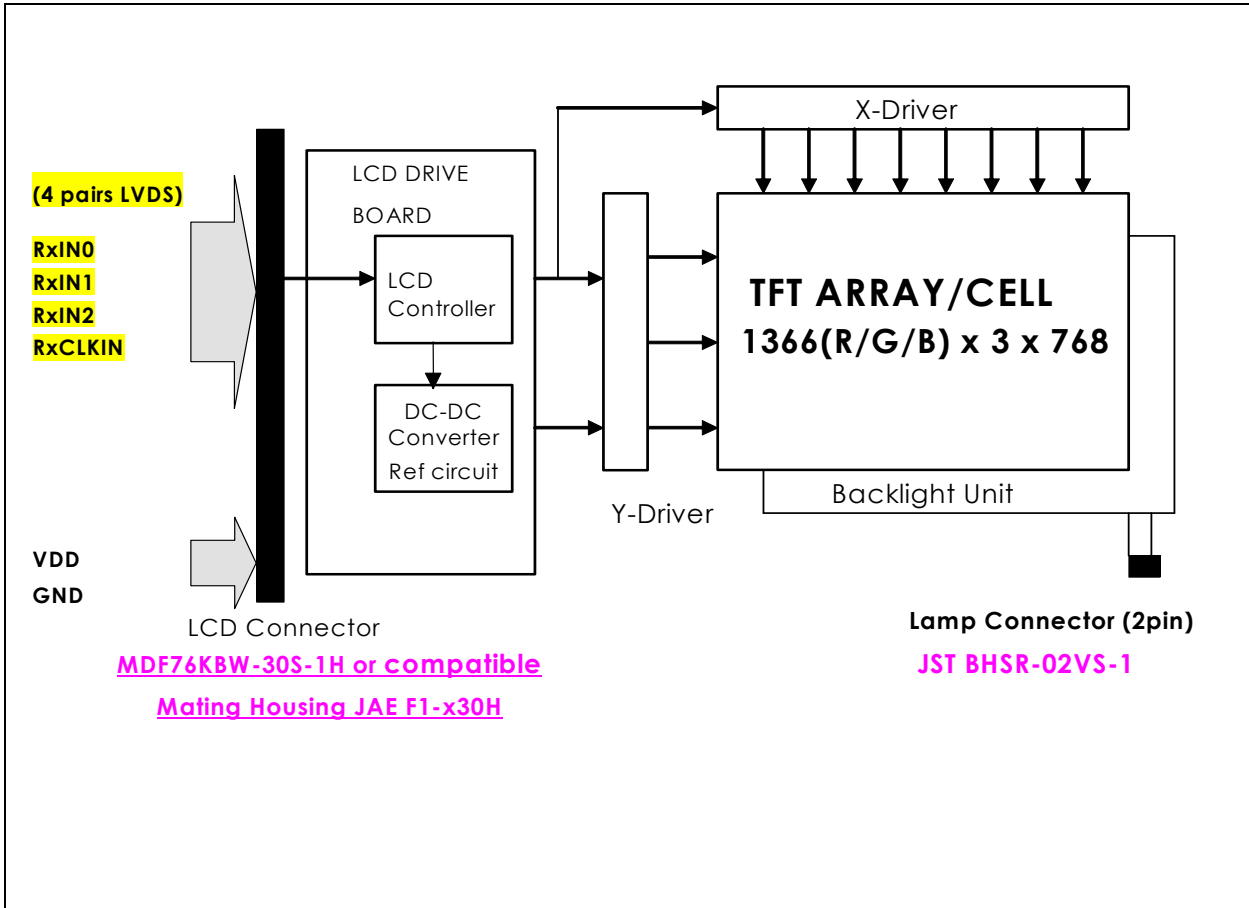 X-Driver
(4 pairs LVDS)
RxIN0
RxIN1
RxIN2
RxCLKIN
LCD DRIVE
BOARD
LCD
Controller
DC-DC
Converter
Ref circuit
TFT ARRAY/CELL
1366(R/G/B) x 3 x 768
Backlight Unit
Y-Driver
VDD
GND
LCD Connector
MDF76KBW-30S-1H or compatible
Mating Housing JAE F1-x30H
Lamp Connector (2pin)
JST BHSR-02VS-1